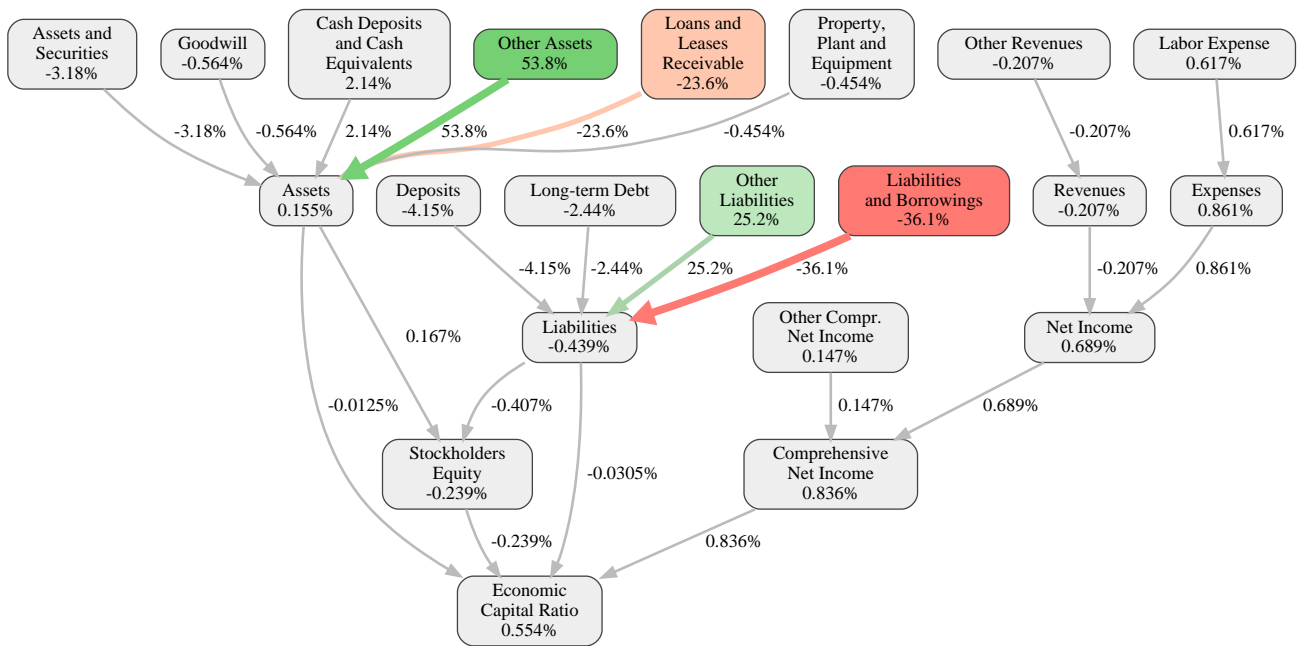 Assets and
Securities
-3.18%
Goodwill
-0.564%
Cash Deposits
and Cash
Equivalents
2.14%
Other Assets
53.8%
Loans and
Leases
Receivable
-23.6%
Property,
Plant and
Equipment
-0.454%
Other Revenues
-0.207%
Labor Expense
0.617%
-3.18%
-0.564%
2.14%
53.8%
-23.6%
-0.454%
-0.207%
0.617%
Assets
0.155%
Deposits
-4.15%
Long-term Debt
-2.44%
Other
Liabilities
25.2%
Liabilities
and Borrowings
-36.1%
Revenues
-0.207%
Expenses
0.861%
-4.15%
-2.44%
25.2%
-36.1%
-0.207%
0.861%
Liabilities
-0.439%
Other Compr.
Net Income
0.147%
Net Income
0.689%
0.167%
-0.0125%
-0.407%
0.147%
0.689%
Stockholders
Equity
-0.239%
-0.0305%
Comprehensive
Net Income
0.836%
-0.239%
0.836%
Economic
Capital Ratio
0.554%